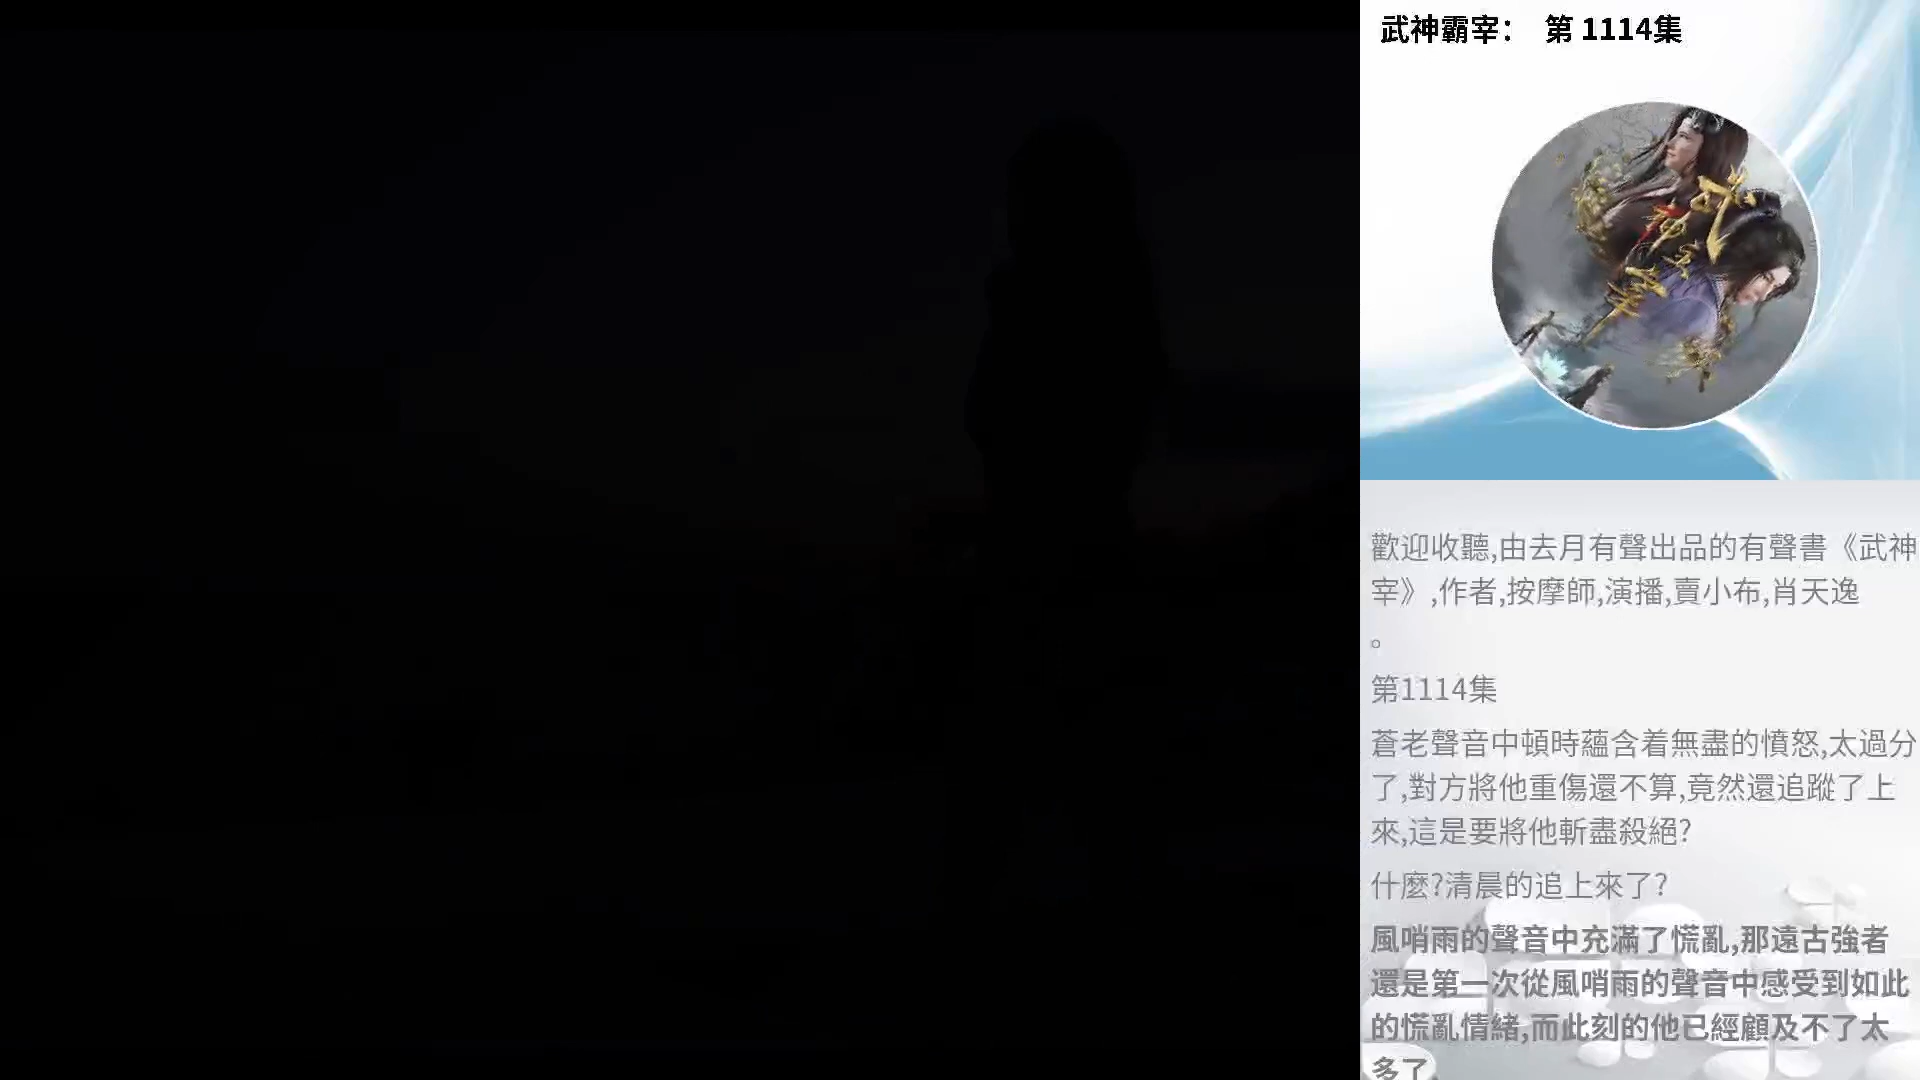 武神霸宰： 第 1114集
武神宰
歡迎收聽,由去月有聲出品的有聲書《武神
宰》,作者,按摩師,演播,賣小布,肖天逸
。
第1114集
蒼老聲音中頓時蘊含着無盡的憤怒,太過分
了,對方將他重傷還不算,竟然還追蹤了上
來,這是要將他斬盡殺絕?
什麼?清晨的追上來了?
風哨雨的聲音中充滿了慌亂,那遠古強者
還是第一次從風哨雨的聲音中感受到如此
的慌亂情緒,而此刻的他已經顧及不了太
多了